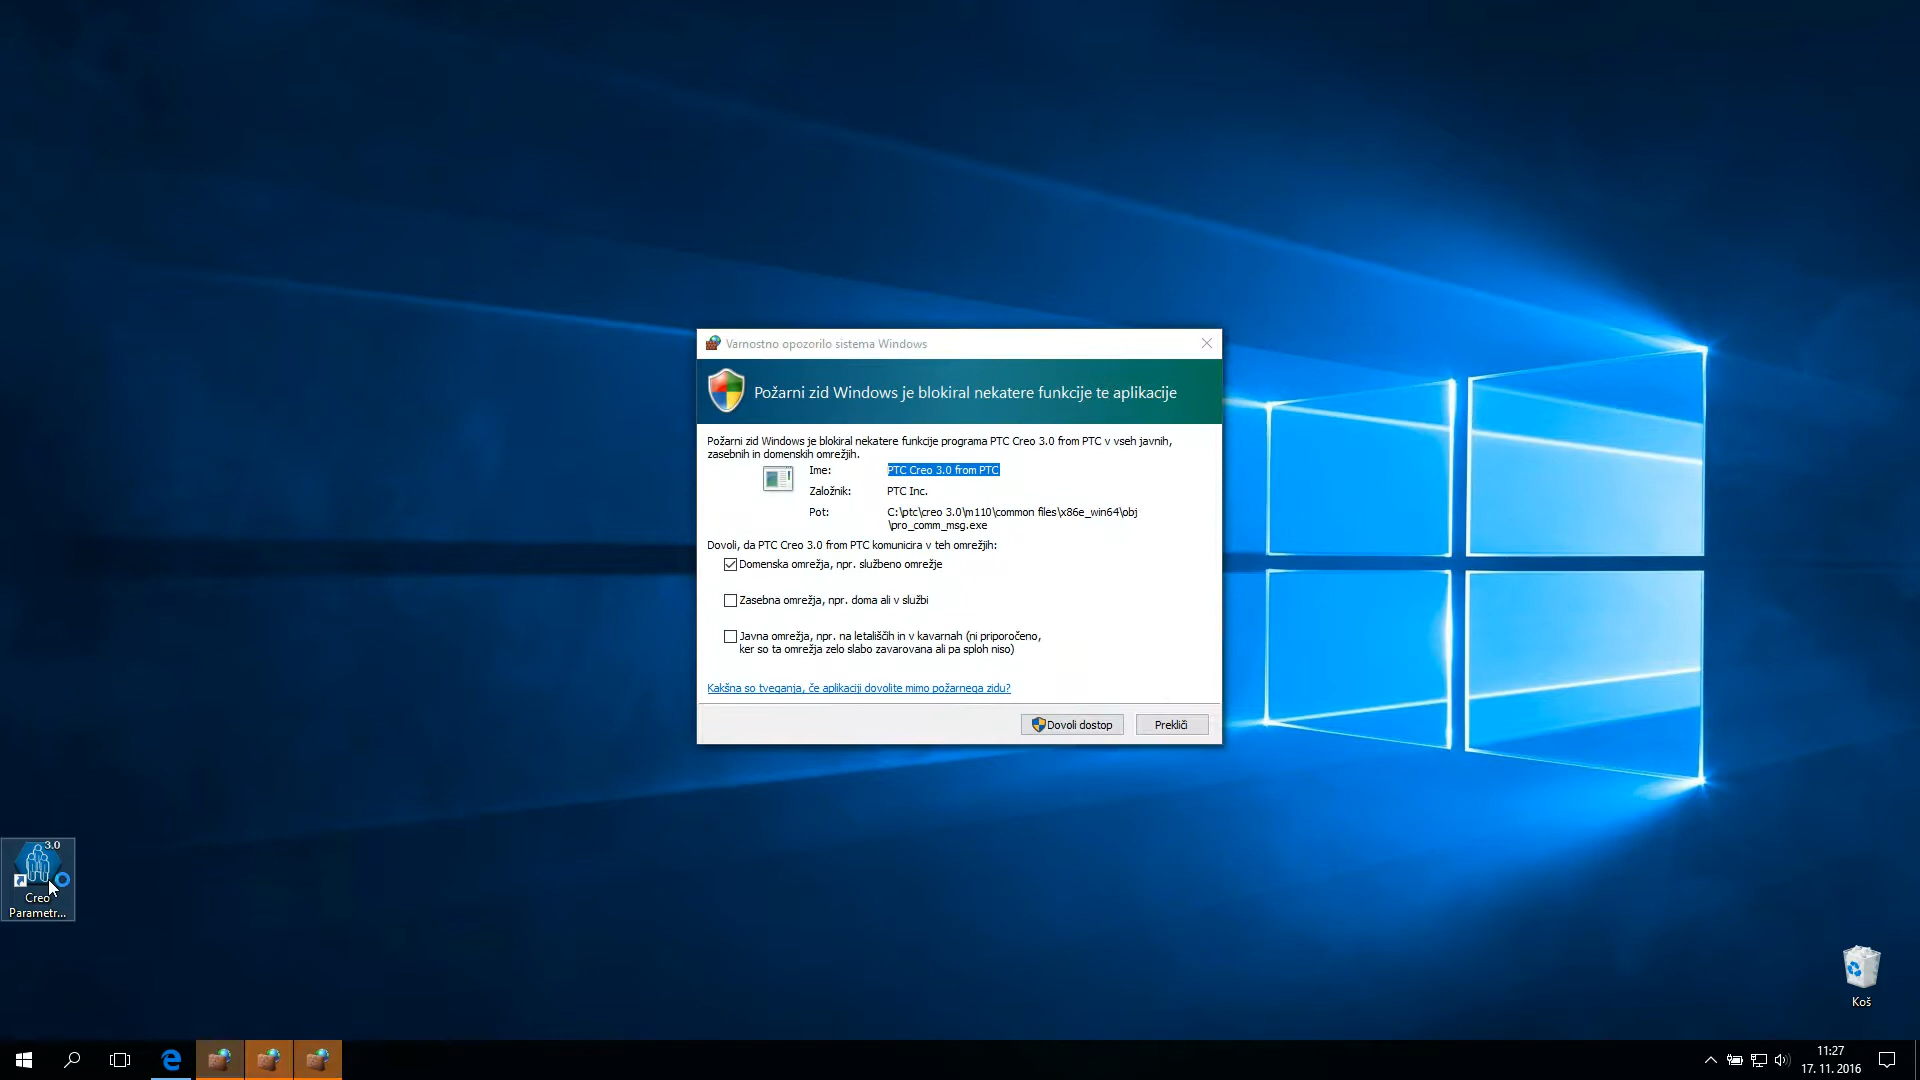 Varnostno opozorilo sistema Windows
Požarni zid Windows je blokiral nekatere funkcije te aplikacije
Požarni zid Windows je blokiral nekatere funkcije programa PTC Creo 3.0 from PTC v vseh javnih,
zasebnih in domenskih omrežjih.
Ime: PTC Creo 3.0 from PTC
Založnik: PTC Inc.
Pot: C:\ptc\creo 3.0\m110\common files\x86e_win64\obj
\pro_comm_msg.exe
Dovoli, da PTC Creo 3.0 from PTC komunicira v teh omrežjih:
Domenska omrežja, npr. službeno omrežje
Zasebna omrežja, npr. doma ali v službi
Javna omrežja, npr. na letališčih in v kavarnah (ni priporočeno,
ker so ta omrežja zelo slabo zavarovana ali pa sploh niso)
Kakšna so tveganja, če aplikaciji dovolite mimo požarnega zidu?
Dovoli dostop Prekliči
3.0
Creo
Parametr...
Koš
11:27
17. 11. 2016